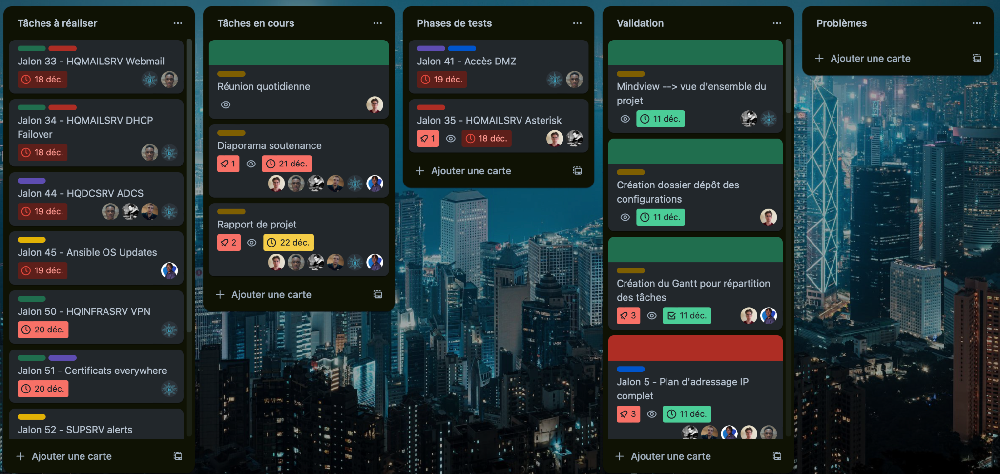 Tâches à réaliser
Jalon 33 - HQMAILSRV Webmail
18 déc.
Jalon 34 - HQMAILSRV DHCP
Failover
18 déc.
Jalon 44 - HQDCSRV ADCS
19 déc.
Jalon 45 - Ansible OS Updates
19 déc.
Jalon 50 - HQINFRASRV VPN
20 déc.
Jalon 51 - Certificats everywhere
20 déc.
Jalon 52 - SUPSRV alerts
Ajouter une carte
Tâches en cours
Réunion quotidienne
Diaporama soutenance
1
21 déc.
Rapport de projet
2
22 déc.
Ajouter une carte
Phases de tests
Jalon 41 - Accès DMZ
19 déc.
Jalon 35 - HQMAILSRV Asterisk
1
18 déc.
Ajouter une carte
Validation
Mindview --> vue d'ensemble du
projet
11 déc.
Création dossier dépôt des
configurations
11 déc.
Création du Gantt pour répartition
des tâches
3
11 déc.
Jalon 5 - Plan d'adressage IP
complet
3
11 déc.
Ajouter une carte
Problèmes
Ajouter une carte